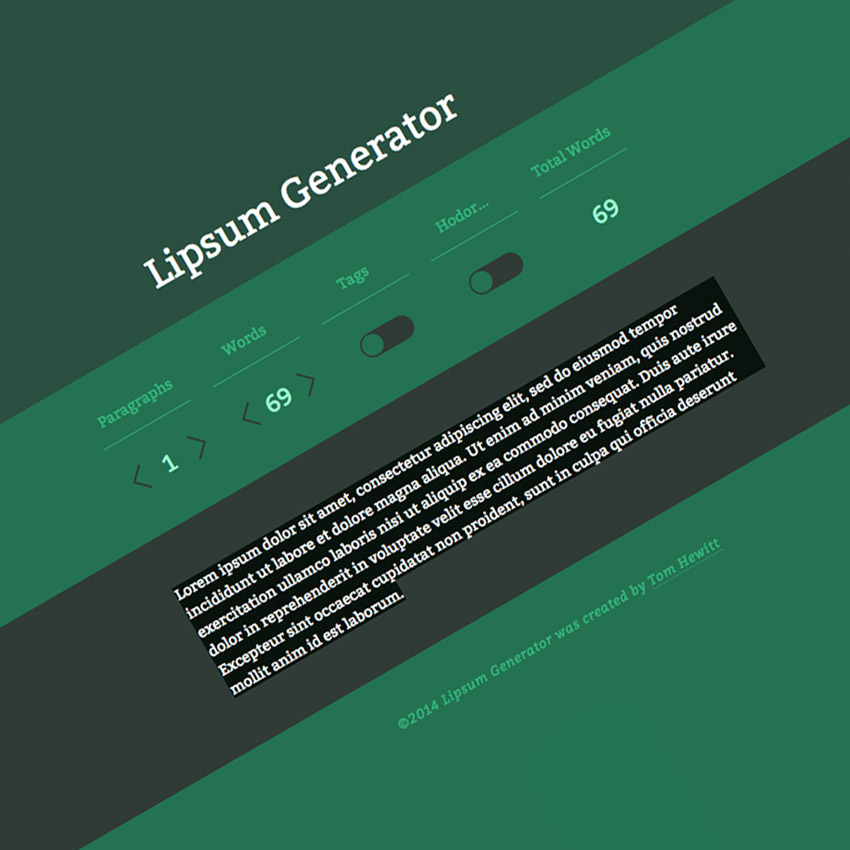 Lipsum Generator
Paragraphs
Words
Tags
Hodor...
Total Words
1
69
69
Lorem ipsum dolor sit amet, consectetur adipiscing elit, sed do eiusmod tempor
incididunt ut labore et dolore magna aliqua. Ut enim ad minim veniam, quis nostrud
exercitation ullamco laboris nisi ut aliquip ex ea commodo consequat. Duis aute irure
dolor in reprehenderit in voluptate velit esse cillum dolore eu fugiat nulla pariatur.
Excepteur sint occaecat cupidatat non proident, sunt in culpa qui officia deserunt
mollit anim id est laborum.
©2014 Lipsum Generator was created by Tom Hewitt